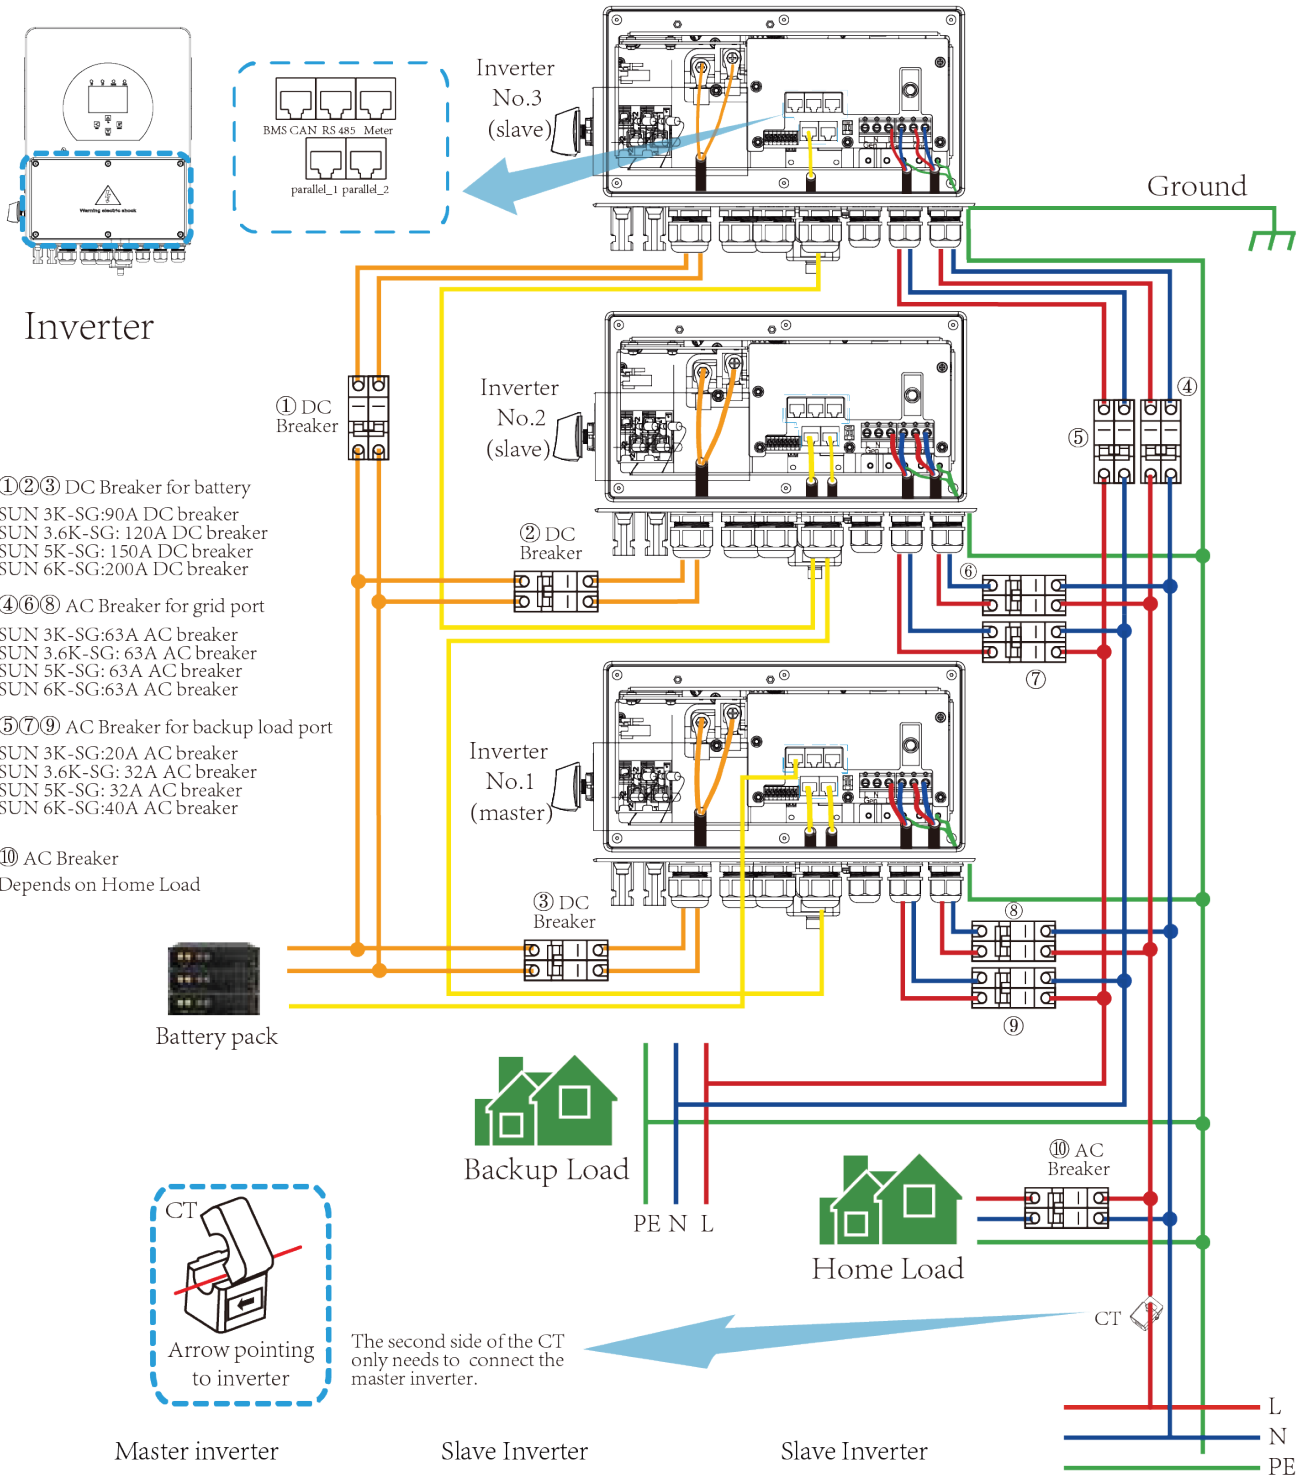 Warning electric shock
Inverter
BMS CAN RS 485 Meter
parallel_1 parallel_2
Inverter
No.3
(slave)
Ground
① DC
Breaker
Inverter
No.2
(slave)
④
⑤
①②③ DC Breaker for battery
SUN 3K-SG:90A DC breaker
SUN 3.6K-SG: 120A DC breaker
SUN 5K-SG: 150A DC breaker
SUN 6K-SG:200A DC breaker
② DC
Breaker
⑥
④⑥⑧ AC Breaker for grid port
SUN 3K-SG:63A AC breaker
SUN 3.6K-SG: 63A AC breaker
SUN 5K-SG: 63A AC breaker
SUN 6K-SG:63A AC breaker
⑦
⑤⑦⑨ AC Breaker for backup load port
SUN 3K-SG:20A AC breaker
SUN 3.6K-SG: 32A AC breaker
SUN 5K-SG: 32A AC breaker
SUN 6K-SG:40A AC breaker
Inverter
No.1
(master)
⑩ AC Breaker
Depends on Home Load
③ DC
Breaker
⑧
⑨
Battery pack
Backup Load
PE N L
⑩ AC
Breaker
Home Load
CT
Arrow pointing
to inverter
The second side of the CT
only needs to connect the
master inverter.
CT
L
N
PE
Master inverter
Slave Inverter
Slave Inverter